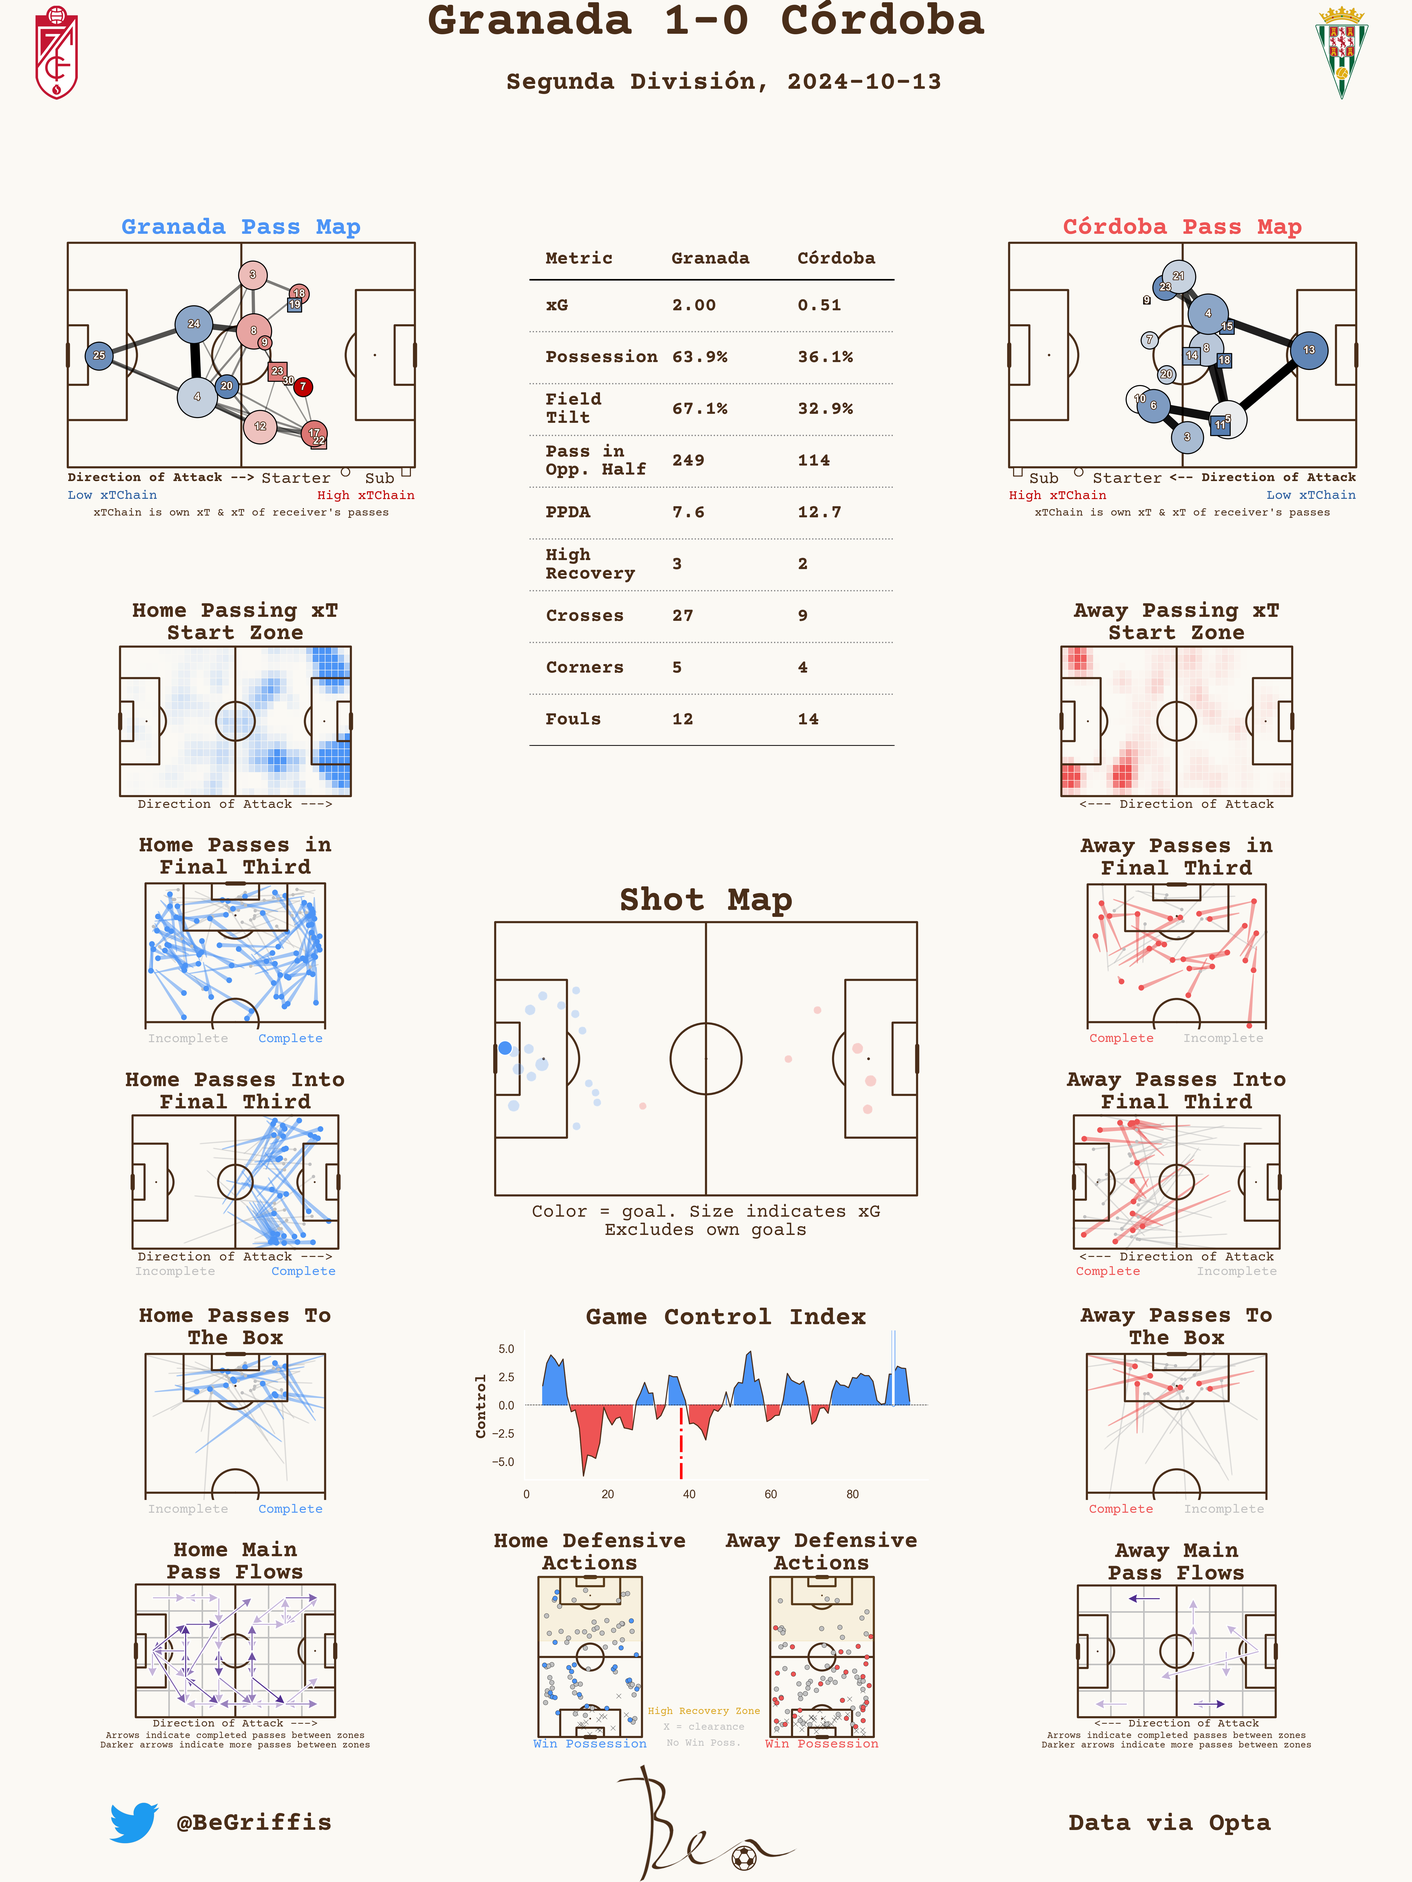 Granada 1-0 Córdoba
Segunda División, 2024-10-13
Granada Pass Map
3
18
19
24
8
9
25
23
30
7
20
4
12
17
22
Direction of Attack --> Starter Sub
Low xTChain High xTChain
xTChain is own xT & xT of receiver's passes
Metric Granada Córdoba
xG 2.00 0.51
Possession 63.9% 36.1%
Field
Tilt 67.1% 32.9%
Pass in
Opp. Half 249 114
PPDA 7.6 12.7
High
Recovery 3 2
Crosses 27 9
Corners 5 4
Fouls 12 14
Córdoba Pass Map
21
23
9
4
15
7
8
14
18
13
20
10
6
5
11
3
Sub Starter <-- Direction of Attack
High xTChain Low xTChain
xTChain is own xT & xT of receiver's passes
Home Passing xT
Start Zone
Direction of Attack --->
Away Passing xT
Start Zone
<--- Direction of Attack
Home Passes in
Final Third
Incomplete Complete
Away Passes in
Final Third
Complete Incomplete
Shot Map
Color = goal. Size indicates xG
Excludes own goals
Home Passes Into
Final Third
Direction of Attack --->
Incomplete Complete
Away Passes Into
Final Third
<--- Direction of Attack
Complete Incomplete
Home Passes To
The Box
Incomplete Complete
Game Control Index
Control
5.0
2.5
0.0
−2.5
−5.0
0 20 40 60 80
Away Passes To
The Box
Complete Incomplete
Home Main
Pass Flows
Direction of Attack --->
Arrows indicate completed passes between zones
Darker arrows indicate more passes between zones
Home Defensive
Actions
Win Possession
High Recovery Zone
X = clearance
No Win Poss.
Away Defensive
Actions
Win Possession
Away Main
Pass Flows
<--- Direction of Attack
Arrows indicate completed passes between zones
Darker arrows indicate more passes between zones
@BeGriffis
Ben
Data via Opta